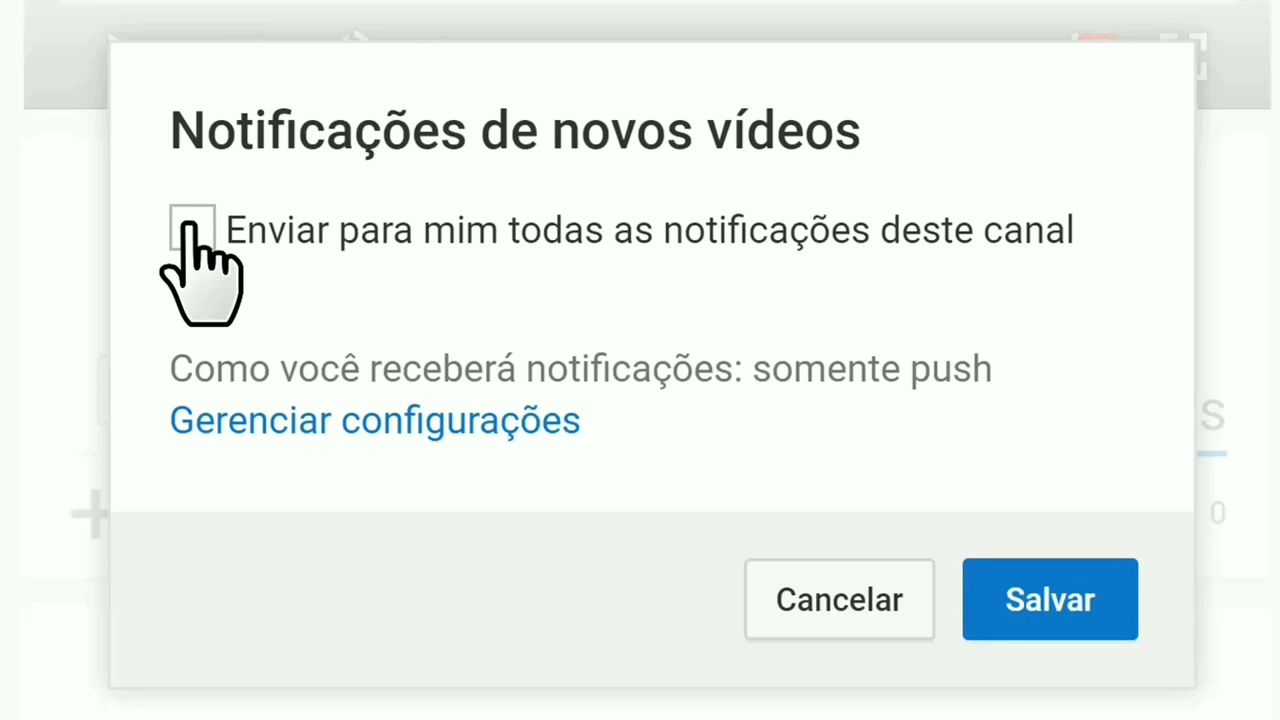 Notificações de novos vídeos
Enviar para mim todas as notificações deste canal
Como você receberá notificações: somente push
Gerenciar configurações
S
0
Cancelar
Salvar